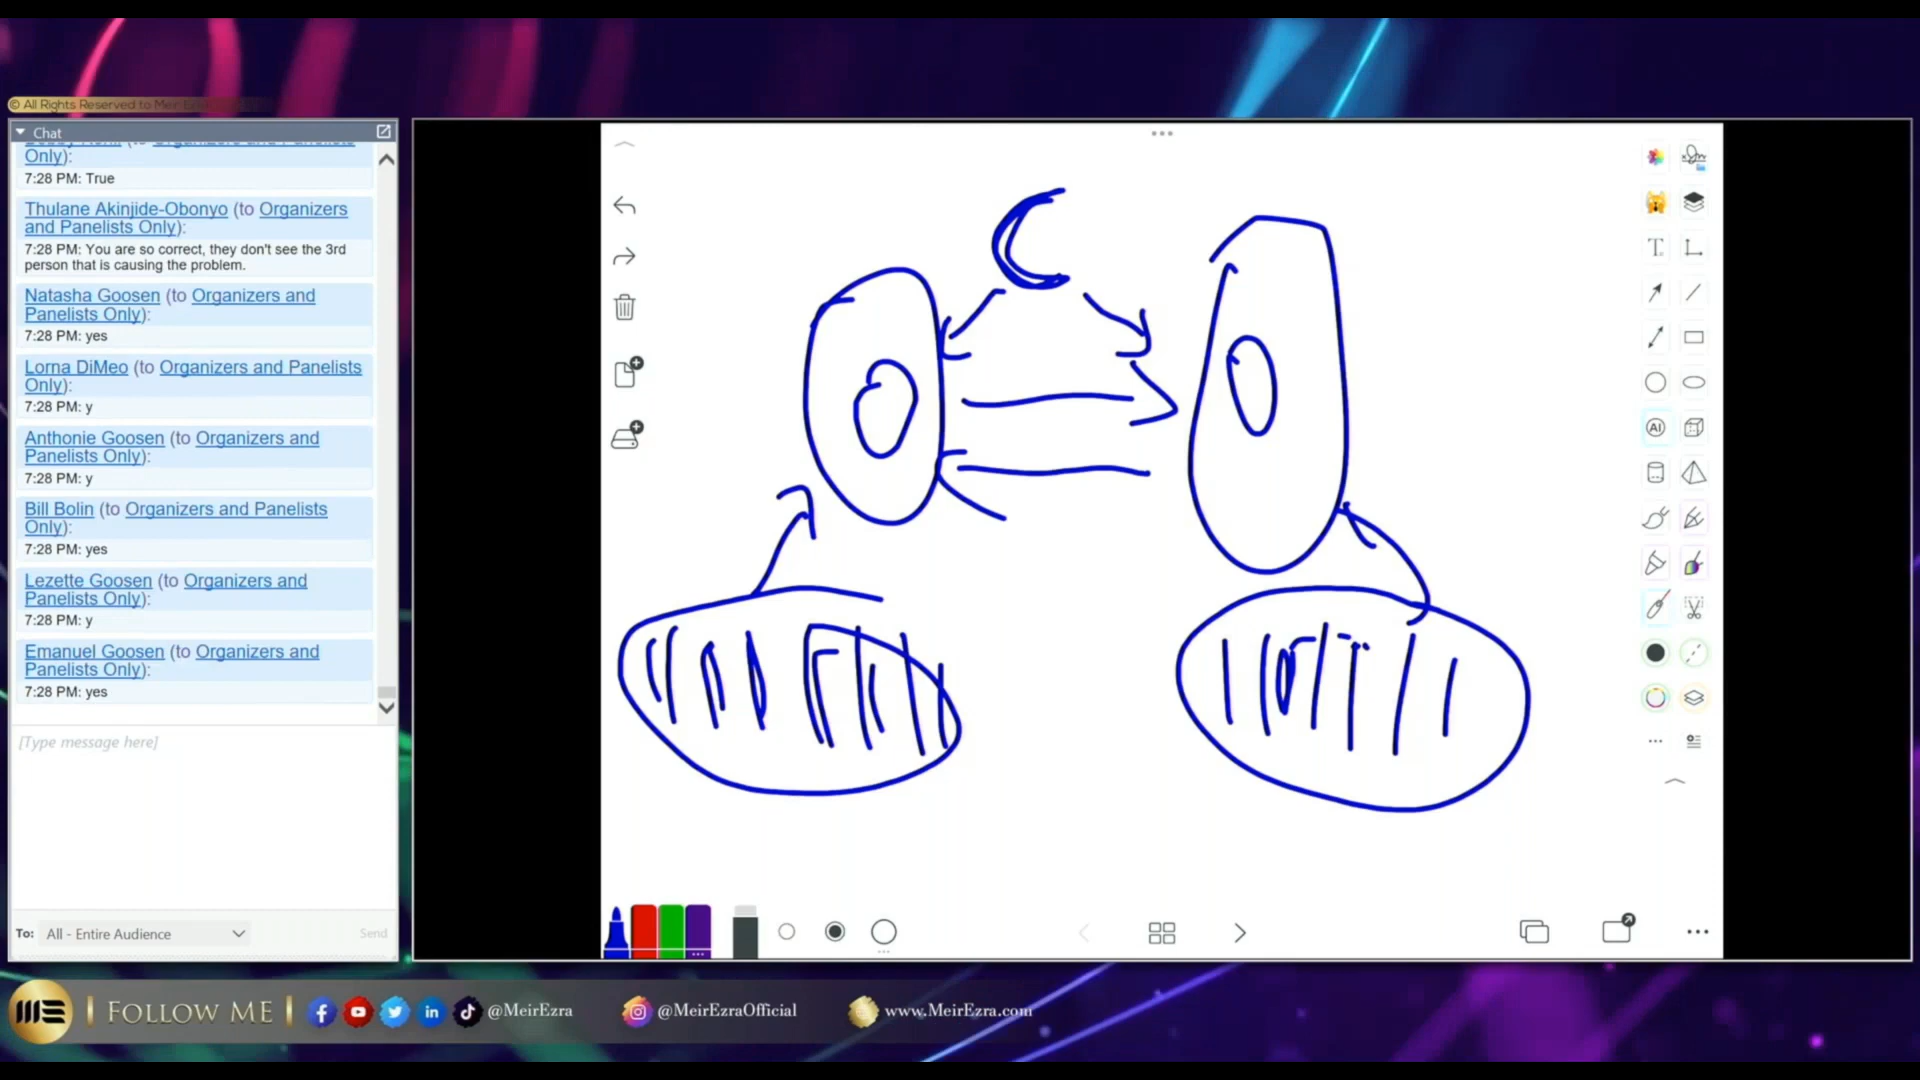 © All Rights Reserved to Meir
Chat
Only):
7:28 PM: True
Thulane Akinjide-Obonyo (to Organizers
and Panelists Only):
7:28 PM: You are so correct, they don't see the 3rd
person that is causing the problem.
Natasha Goosen (to Organizers and
Panelists Only):
7:28 PM: yes
Lorna DiMeo (to Organizers and Panelists
Only):
7:28 PM: y
Anthonie Goosen (to Organizers and
Panelists Only):
7:28 PM: y
Bill Bolin (to Organizers and Panelists
Only):
7:28 PM: yes
Lezette Goosen (to Organizers and
Panelists Only):
7:28 PM: y
Emanuel Goosen (to Organizers and
Panelists Only):
7:28 PM: yes
[Type message here]
To: All - Entire Audience
Send
C
T
AI
ME FOLLOW ME @MeirEzra @MeirEzraOfficial www.MeirEzra.com